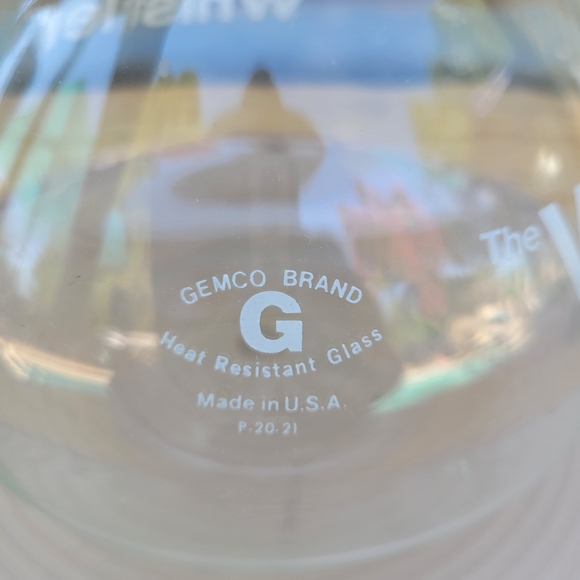 GEMCO BRAND
G
Heat Resistant Glass
Made in U.S.A.
P-20-21
The